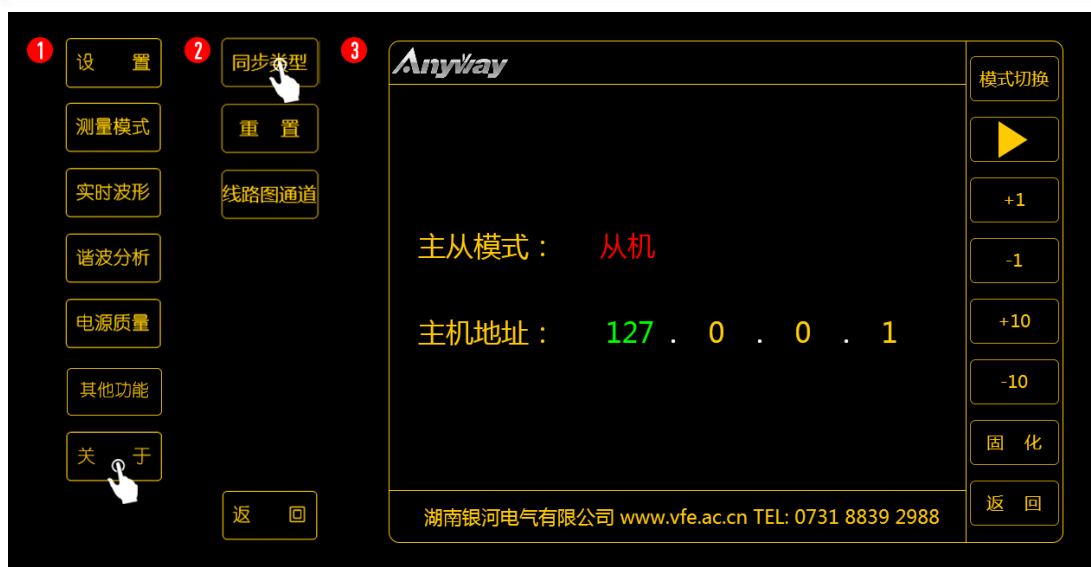 1
设 置
测量模式
实时波形
谐波分析
电源质量
其他功能
关 于
2
同步类型
重 置
线路图通道
返 回
3
Anyway
主从模式： 从机
主机地址： 127 . 0 . 0 . 1
湖南银河电气有限公司 www.vfe.ac.cn TEL: 0731 8839 2988
模式切换
+1
-1
+10
-10
固 化
返 回